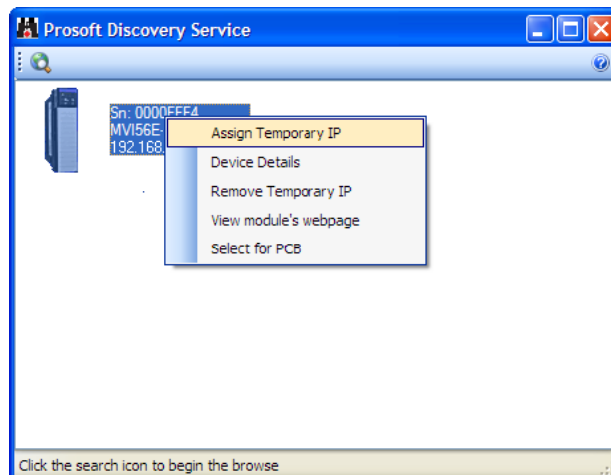 Prosoft Discovery Service
Sn: 0000FFF4
MVI56E-
192.168.
Assign Temporary IP
Device Details
Remove Temporary IP
View module's webpage
Select for PCB
Click the search icon to begin the browse